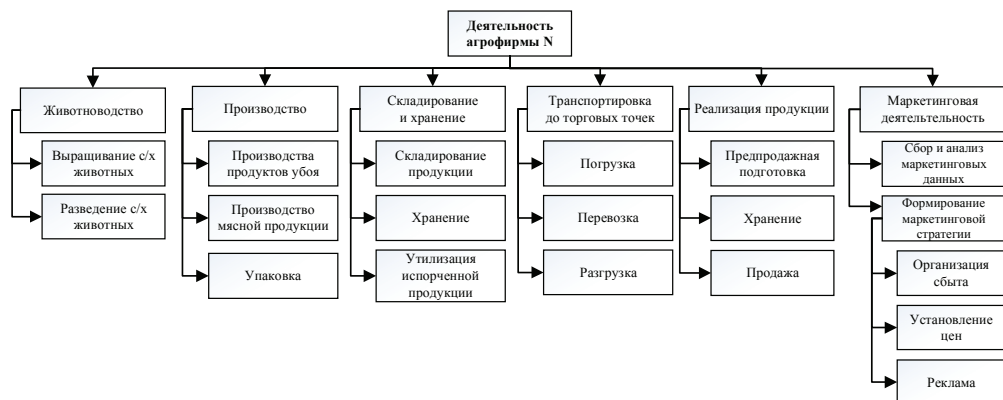 Деятельность
агрофирмы N
Животноводство
Выращивание с/х
животных
Разведение с/х
животных
Производство
Производства
продуктов убоя
Производство
мясной продукции
Упаковка
Складирование
и хранение
Складирование
продукции
Хранение
Утилизация
испорченной
продукции
Транспортировка
до торговых точек
Погрузка
Перевозка
Разгрузка
Реализация продукции
Предпродажная
подготовка
Хранение
Продажа
Маркетинговая
деятельтельность
Сбор и анализ
маркетинговых
данных
Формирование
маркетинговой
стратегии
Организация
сбыта
Установление
цен
Реклама